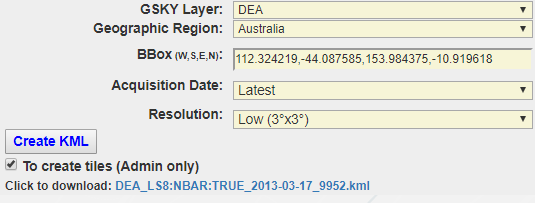 GSKY Layer: DEA
Geographic Region: Australia
BBox (W,S,E,N): 112.324219,-44.087585,153.984375,-10.919618
Acquisition Date: Latest
Resolution: Low (3°x3°)
Create KML
To create tiles (Admin only)
Click to download: DEA_LS8:NBAR:TRUE_2013-03-17_9952.kml